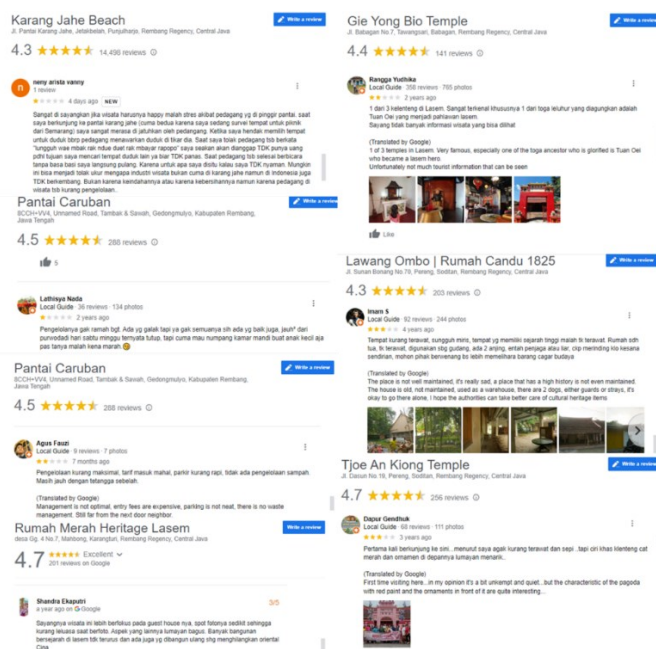 Karang Jahe Beach
Write a review
Jl. Pantai Karang Jahe, Jetakbelah, Punjulharjo, Rembang Regency, Central Java
4.3
14,498 reviews
n
neny arista vanny
1 review
4 days ago NEW
Sangat di sayangkan jika wisata harusnya happy malah stres akibat pedagang yg di pinggir pantai. saat
saya berkunjung ke pantai karang jahe (cuma bedua karena saya sedang survei tempat untuk piknik
dari Semarang) saya sangat merasa di jatuhkan oleh pedagang. Ketika saya hendak memilih tempat
untuk duduk bbrp pedagang menawarkan duduk di tikar dia. Saat saya tolak pedagang tsb berkata
"lungguh wae mbak rak nduе duet rak mbayar rapopo" saya seakan akan dianggap TDK punya uang
pdhl tujuan saya mencari tempat duduk lain ya biar TDK panas. Saat pedagang tsb selesai berbicara
tanpa basa basi saya langsung pulang. Karena untuk apa saya disitu kalau saya TDK nyaman. Mungkin
ini bisa menjadi tolak ukur mengapa industri wisata bukan cuma di karang jahe namun di indonesia juga
TDK berkembang. Bukan karena keindahannya atau karena kebersihannya namun karena pedagang di
wisata tsb kurang pengelolaan.
Pantai Caruban
Write a review
8CCH+VV4, Unnamed Road, Tambak & Sawah, Gedongmulyo, Kabupaten Rembang,
Jawa Tengah
4.5
288 reviews
5
Lathisya Nada
Local Guide · 36 reviews · 134 photos
2 years ago
Pengelolanya gak ramah bgt. Ada yg galak tapi ya gak semuanya sih ada yg baik juga, jauh² dari
purwodadi hari sabtu minggu ternyata tutup, tapi cuma mau numpang kamar mandi buat anak kecil aja
pas tanya malah kena marah.
Pantai Caruban
Write a review
8CCH+VV4, Unnamed Road, Tambak & Sawah, Gedongmulyo, Kabupaten Rembang,
Jawa Tengah
4.5
288 reviews
Agus Fauzi
Local Guide · 9 reviews · 7 photos
7 months ago
Pengelolaan kurang maksimal, tarif masuk mahal, parkir kurang rapi. tidak ada pengelolaan sampah.
Masih jauh dengan tetangga sebelah.
(Translated by Google)
Management is not optimal, entry fees are expensive, parking is not neat, there is no waste
management. Still far from the next door neighbor.
Rumah Merah Heritage Lasem
Write a review
desa Gg. 4 No.7, Mahbong, Karangturi, Rembang Regency, Central Java
4.7
Excellent
201 reviews on Google
Shandra Ekaputri
a year ago on Google
3/5
Sayangnya wisata ini lebih berfokus pada guest house nya, spot fotonya sedikit sehingga
kurang leluasa saat berfoto. Aspek yang lainnya lumayan bagus. Banyak bangunan
bersejarah di lasem tdk terurus dan ada juga yg dibangun ulang shg menghilangkan oriental
Cina.
Gie Yong Bio Temple
Write a review
Jl. Babagan No.7, Tawangsari, Babagan, Rembang Regency, Central Java
4.4
141 reviews
Rangga Yudhika
Local Guide · 358 reviews · 785 photos
2 years ago
1 dari 3 kelenteng di Lasem. Sangat terkenal khususnya 1 dari toga leluhur yang diagungkan adalah
Tuan Oei yang menjadi pahlawan lasem.
Sayang tidak banyak informasi wisata yang bisa dilihat
(Translated by Google)
1 of 3 temples in Lasem. Very famous, especially one of the toga ancestor who is glorified is Tuan Oei
who became a lasem hero.
Unfortunately not much tourist information that can be seen
Like
Lawang Ombo | Rumah Candu 1825
Write a review
Jl. Sunan Bonang No.79, Pereng, Soditan, Rembang Regency, Central Java
4.3
203 reviews
Imam S
Local Guide · 92 reviews · 244 photos
4 years ago
Tempat kurang terawat, sungguh miris, tempat yg memiliki sejarah tinggi malah tk terawat. Rumah sdh
tua, tk terawat, digunakan sbg gudang, ada 2 anjing, entah penjaga atau liar, ckp merinding klo kesana
sendirian, mohon pihak berwenang bs lebih memelihara barang cagar budaya
(Translated by Google)
The place is not well maintained, it's really sad, a place that has a high history is not even maintained.
The house is old, not maintained, used as a warehouse, there are 2 dogs, either guards or strays, it's
okay to go there alone, I hope the authorities can take better care of cultural heritage items
Tjoe An Kiong Temple
Write a review
Jl. Dasun No.19, Pereng, Soditan, Rembang Regency, Central Java
4.7
256 reviews
Dapur Gendhuk
Local Guide · 68 reviews · 111 photos
3 years ago
Pertama kali berkunjung ke sini...menurut saya agak kurang terawat dan sepi ..tapi ciri khas klenteng cat
merah dan ornamen di depannya lumayan menarik..
(Translated by Google)
First time visiting here...in my opinion it's a bit unkempt and quiet...but the characteristic of the pagoda
with red paint and the ornaments in front of it are quite interesting...